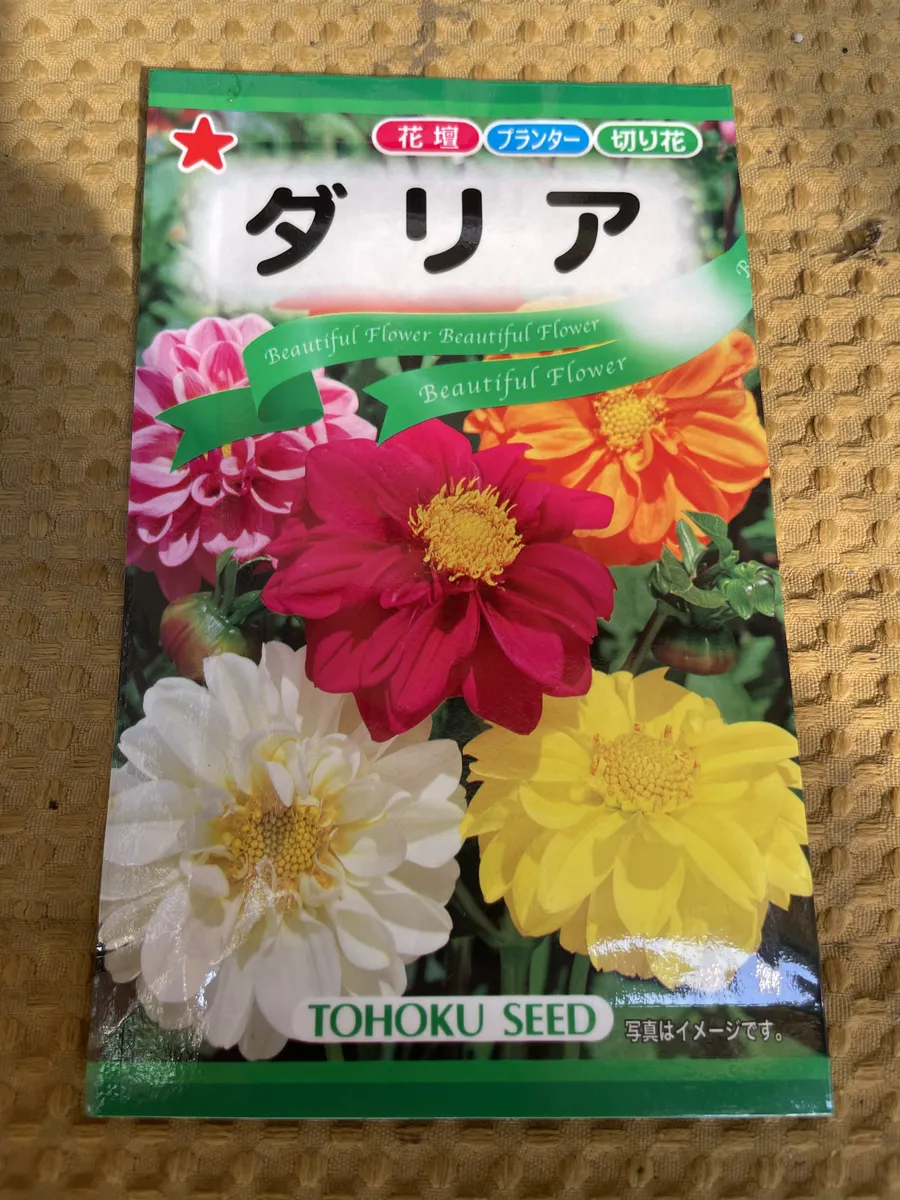 花壇 プランター 切り花
ダリア
Beautiful Flower Beautiful Flower
Beautiful Flower
TOHOKU SEED
写真はイメージです。